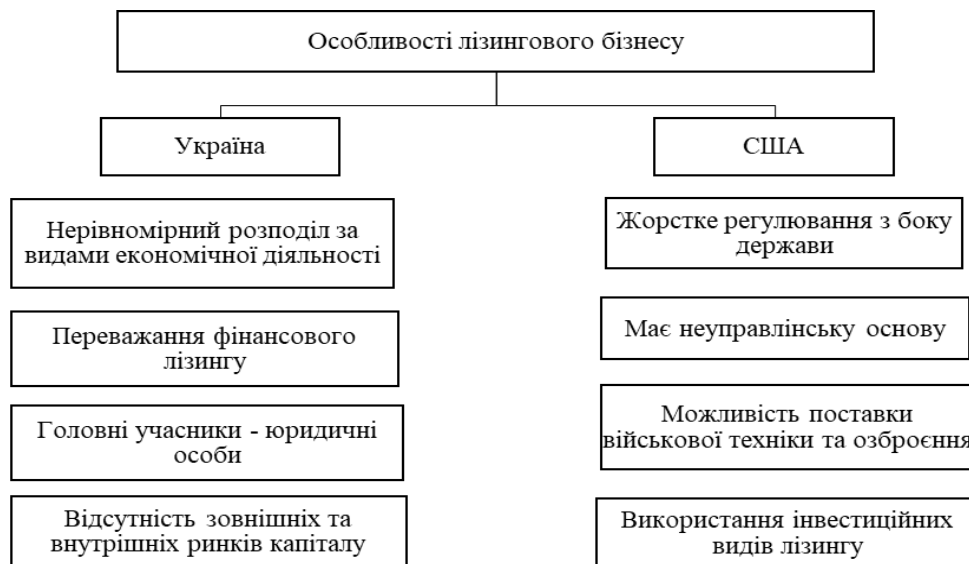 Особливості лізингового бізнесу
Україна
Нерівномірний розподіл за
видами економічної діяльності
Переважання фінансового
лізингу
Головні учасники - юридичні
особи
Відсутність зовнішніх та
внутрішніх ринків капіталу
США
Жорстке регулювання з боку
держави
Має неуправлінську основу
Можливість поставки
військової техніки та озброєння
Використання інвестиційних
видів лізингу